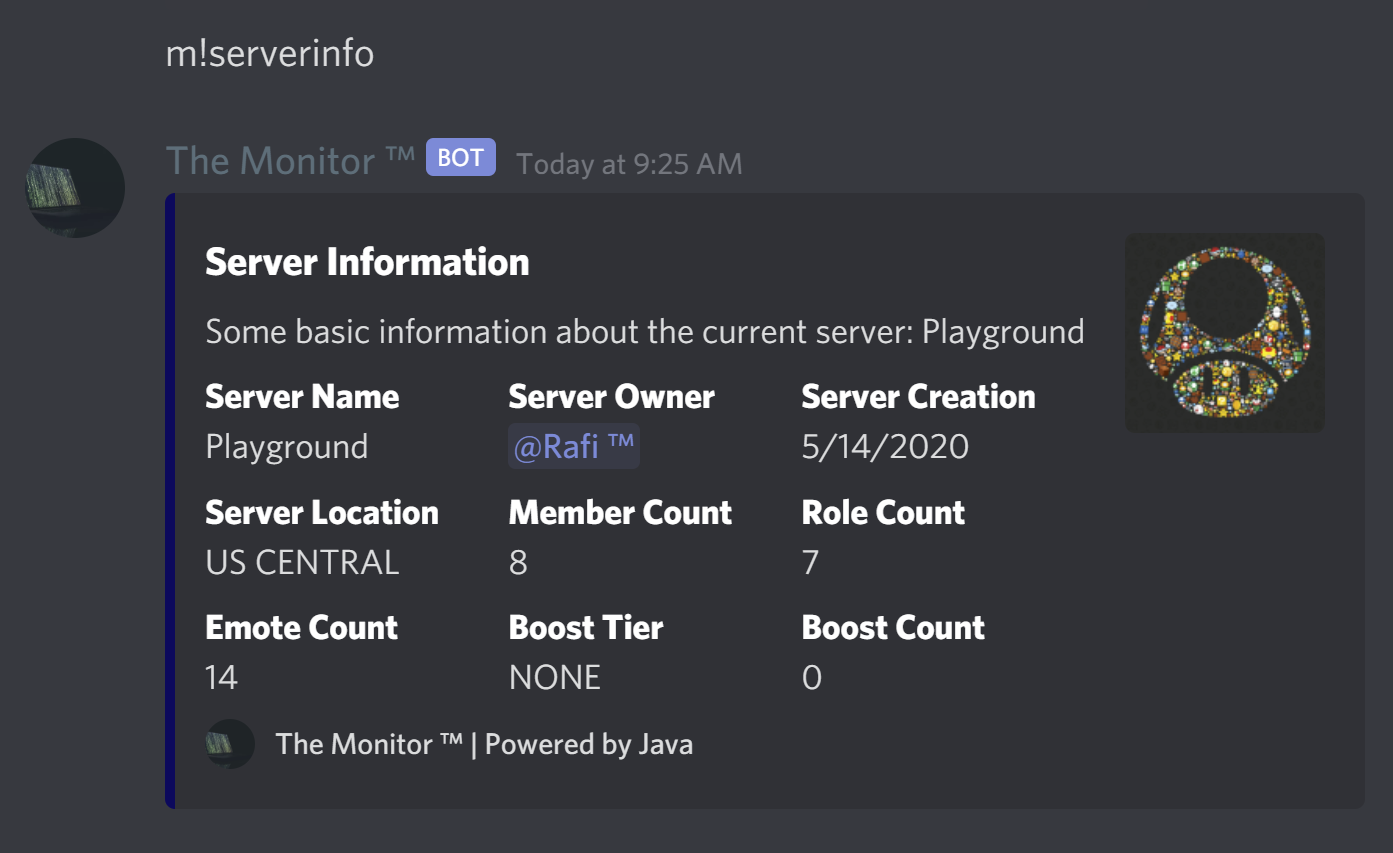 m!serverinfo
The Monitor ™ BOT Today at 9:25 AM
Server Information
Some basic information about the current server: Playground
Server Name Server Owner Server Creation
Playground @Rafi ™ 5/14/2020
Server Location Member Count Role Count
US CENTRAL 8 7
Emote Count Boost Tier Boost Count
14 NONE 0
The Monitor ™ | Powered by Java